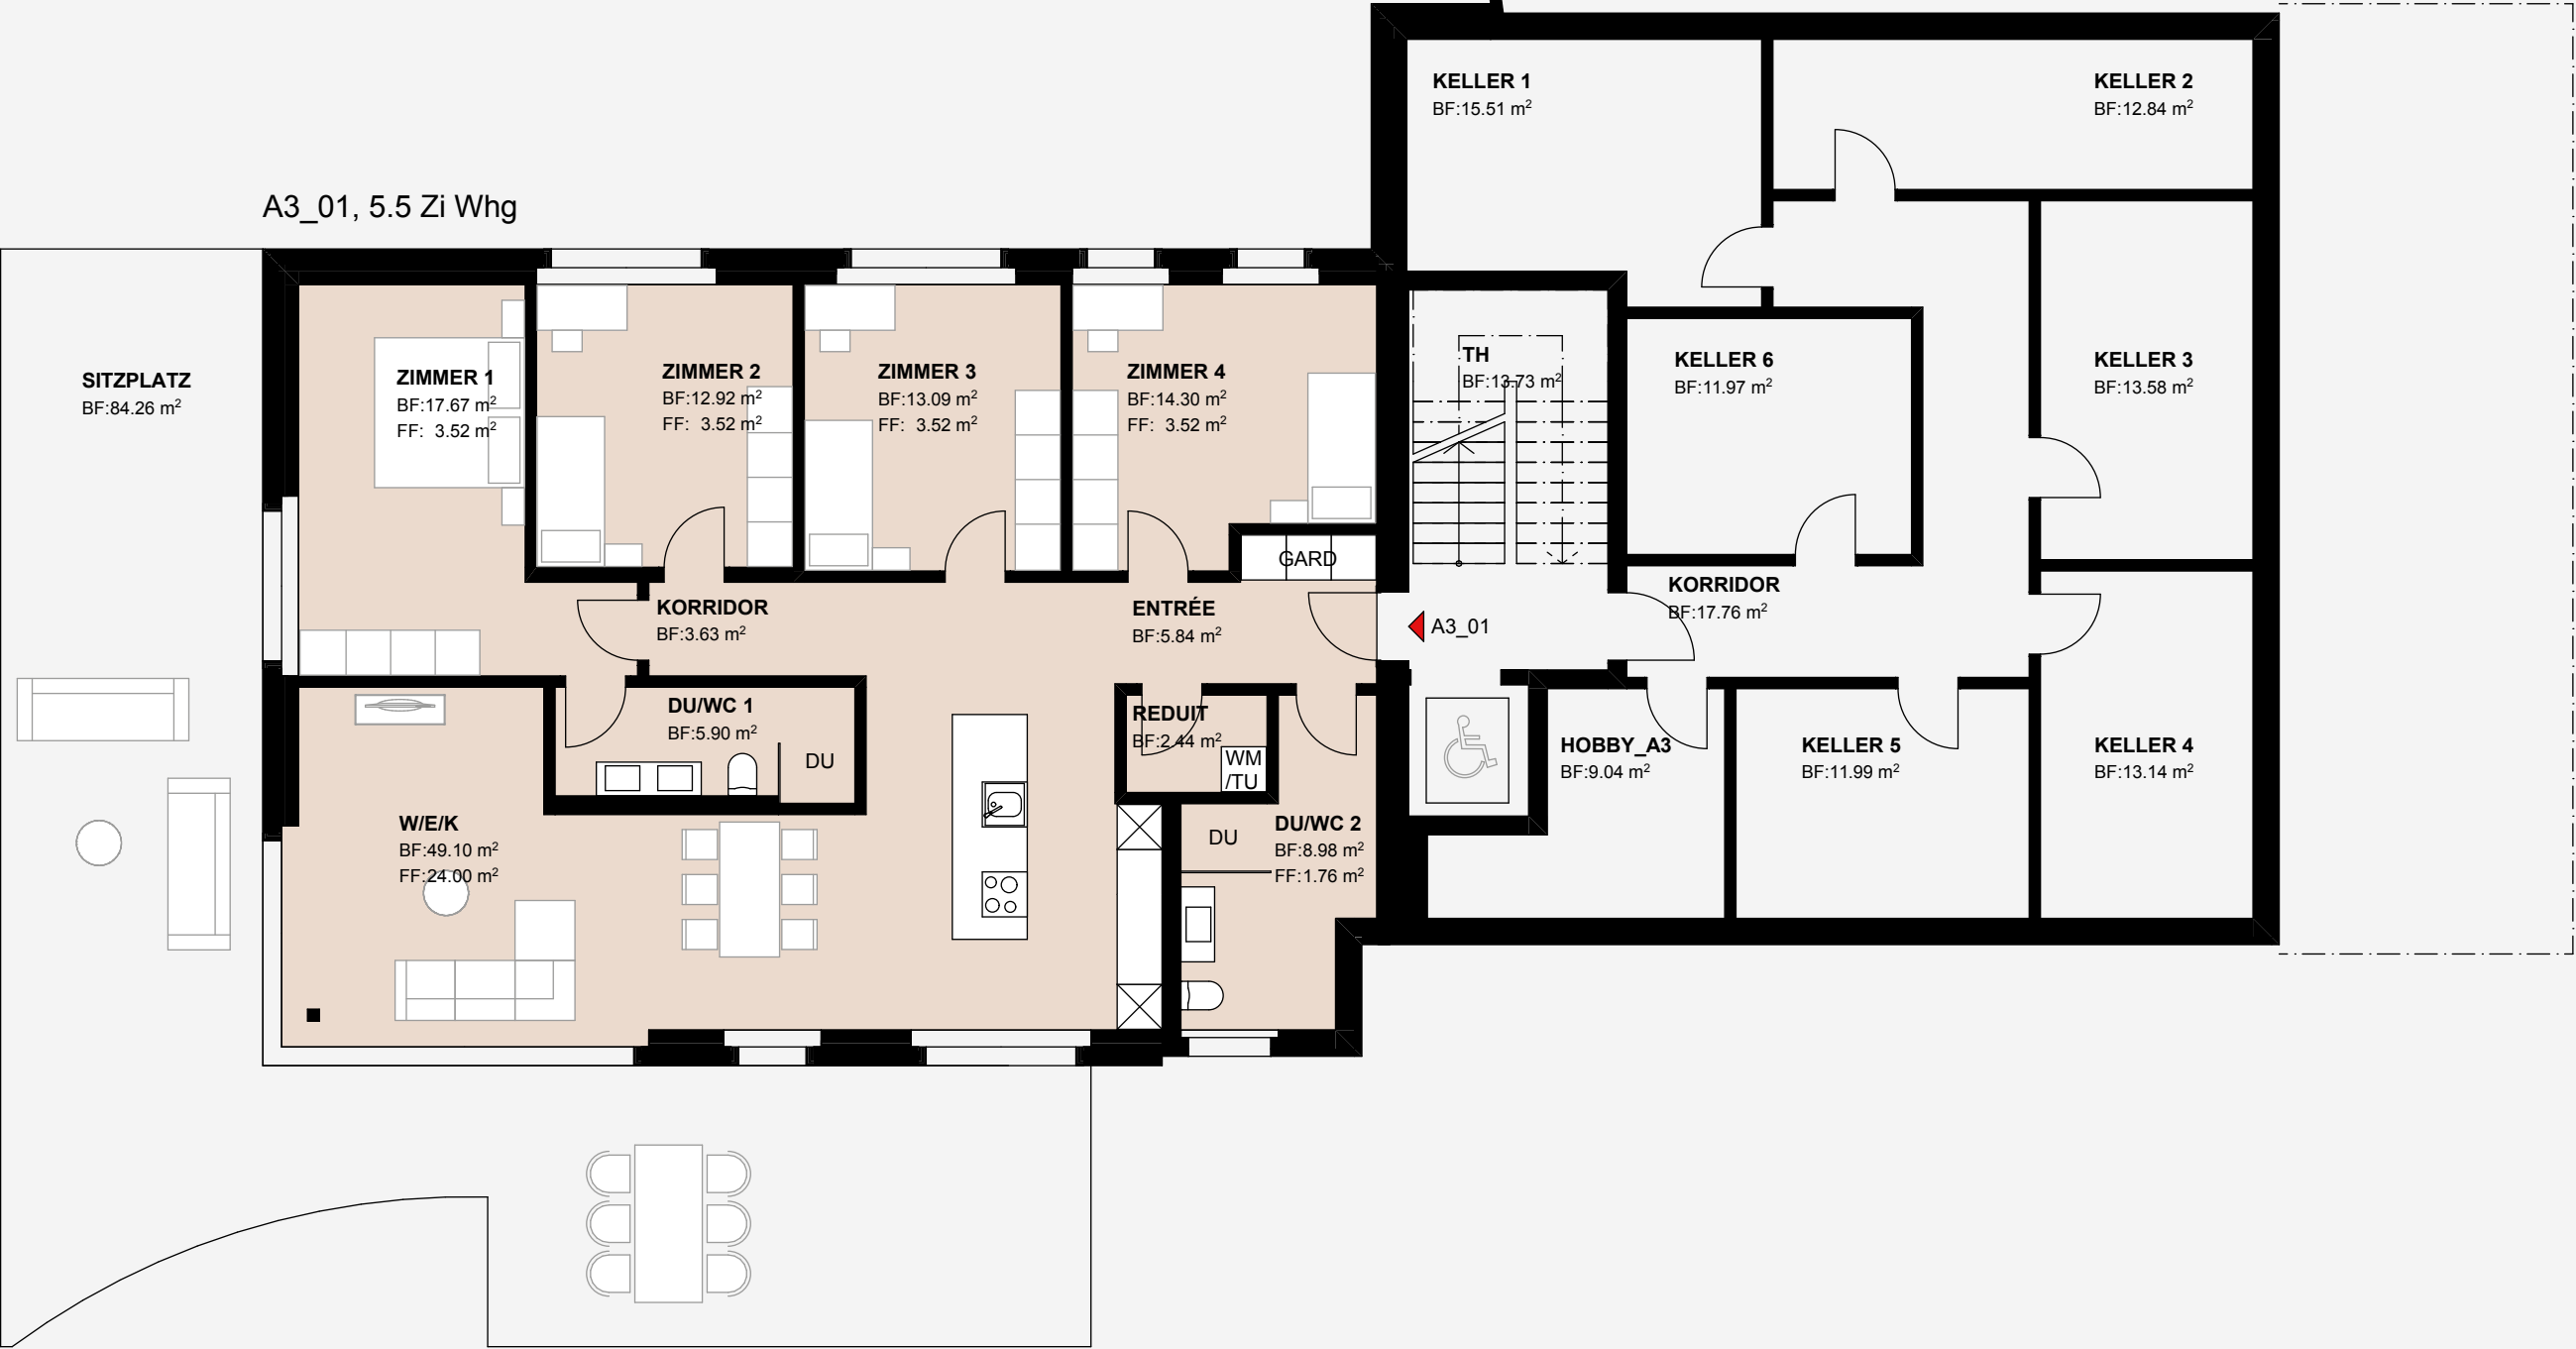 KELLER 1
BF:15.51 m²
KELLER 2
BF:12.84 m²
A3_01, 5.5 Zi Whg
SITZPLATZ
BF:84.26 m²
ZIMMER 1
BF:17.67 m²
FF: 3.52 m²
ZIMMER 2
BF:12.92 m²
FF: 3.52 m²
ZIMMER 3
BF:13.09 m²
FF: 3.52 m²
ZIMMER 4
BF:14.30 m²
FF: 3.52 m²
TH
BF:13.73 m²
KELLER 6
BF:11.97 m²
KELLER 3
BF:13.58 m²
GARD
KORRIDOR
BF:3.63 m²
ENTRÉE
BF:5.84 m²
A3_01
KORRIDOR
BF:17.76 m²
DU/WC 1
BF:5.90 m²
DU
REDUIT
BF:2.44 m²
WM
/TU
HOBBY_A3
BF:9.04 m²
KELLER 5
BF:11.99 m²
KELLER 4
BF:13.14 m²
W/E/K
BF:49.10 m²
FF:24.00 m²
DU
DU/WC 2
BF:8.98 m²
FF:1.76 m²